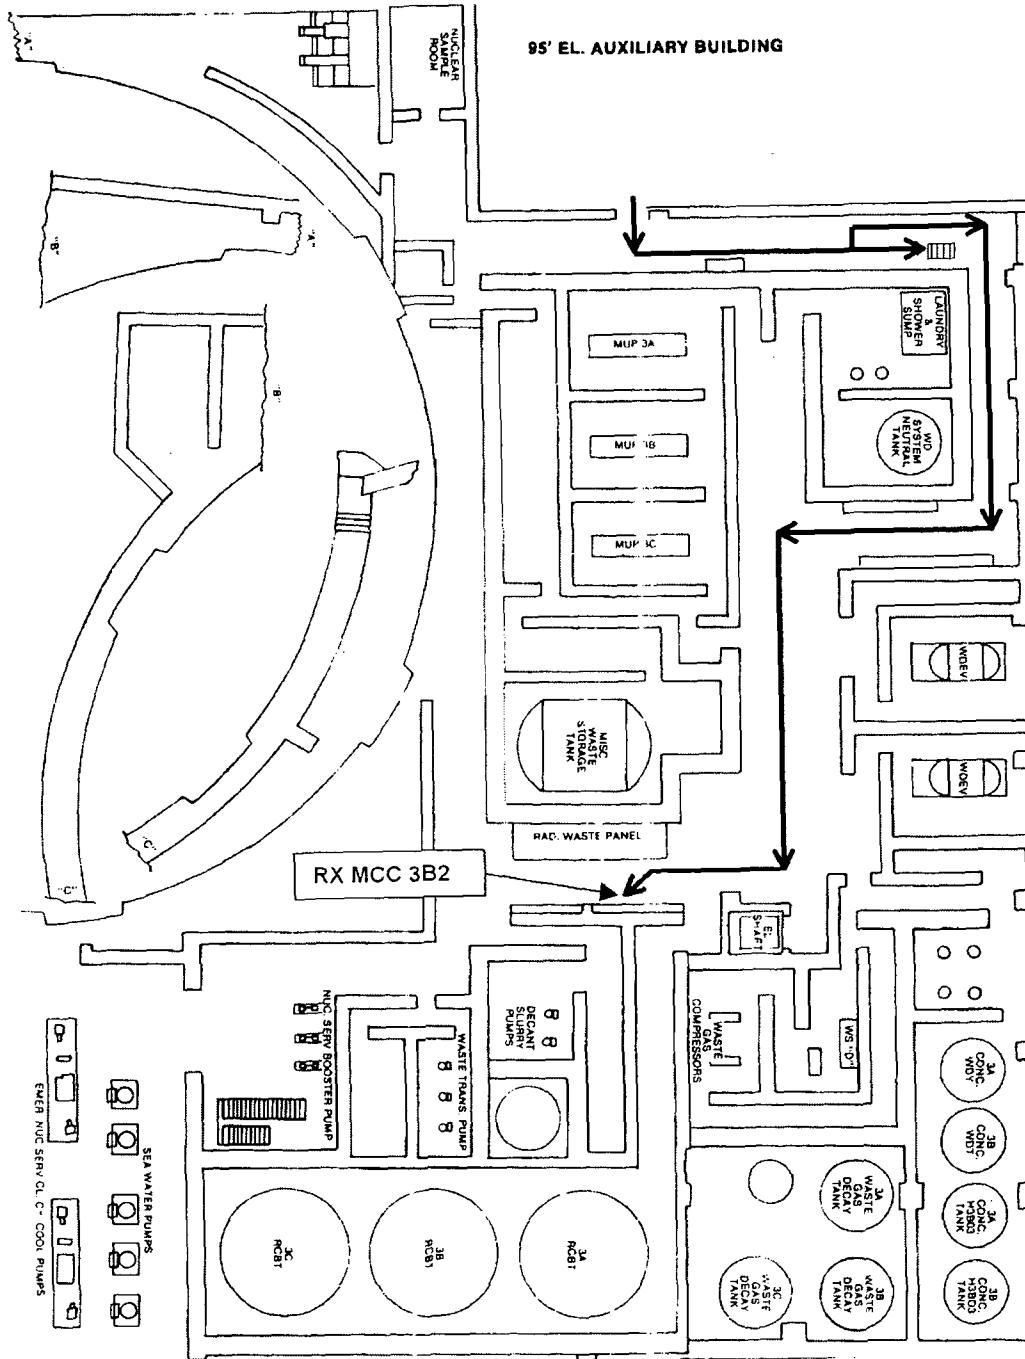 95' EL. AUXILIARY BUILDING
NUCLEAR
SAMPLE
ROOM
"A"
"B"
"A"
"B"
LAUNDRY
&
SHOWER
SUMP
MUP 3A
WD
SYSTEM
NEUTRAL
TANK
MUP 3C
WDEV
WDEV
MISC
WASTE
STORAGE
TANK
RAD. WASTE PANEL
"C"
"C"
RX MCC 3B2
EL
SHAFT
NUC. SERV BOOSTER PUMP
WASTE TRANS. PUMP
DECANT
SLURRY
PUMPS
WASTE
GAS
COMPRESSORS
WS "D"
3A
CONC.
WDT
3B
CONC.
WDT
3A
CONC.
H3BO3
TANK
3B
CONC.
H3BO3
TANK
3A
WASTE
GAS
DECAY
TANK
3B
WASTE
GAS
DECAY
TANK
3C
WASTE
GAS
DECAY
TANK
3C
RCBT
3B
RCBT
3A
RCBT
SEA WATER PUMPS
EMER NUC SERV CL. C
COOL PUMPS